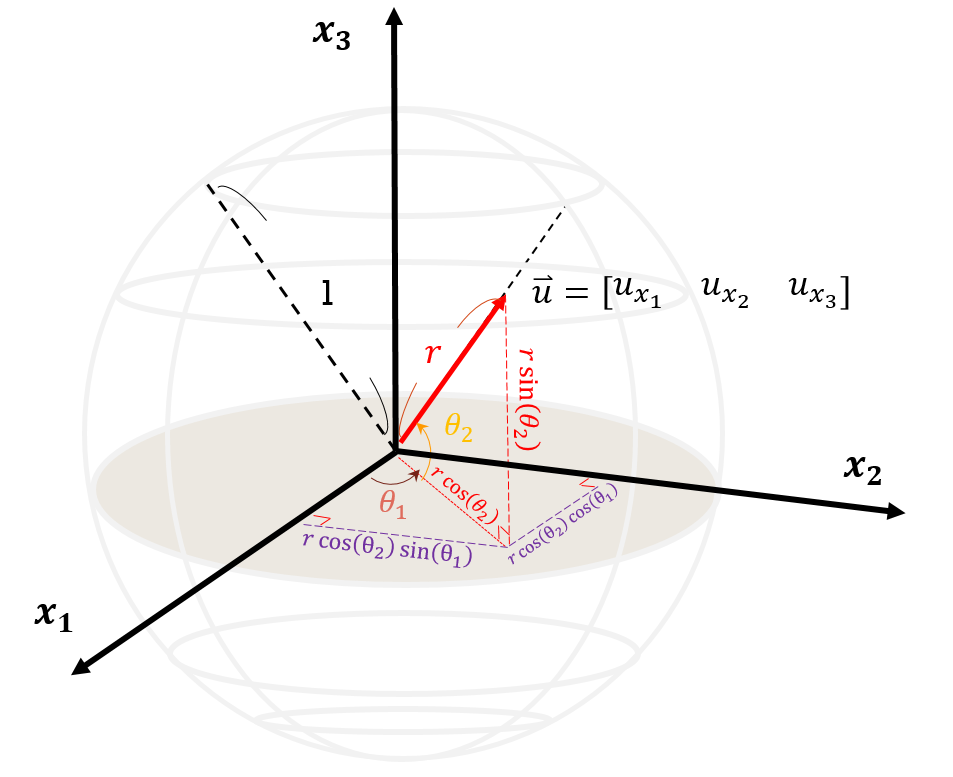 x₃
l
u⃗ = [u_{x₁} u_{x₂} u_{x₃}]
r
r sin(θ₂)
θ₂
x₂
r cos(θ₂)
θ₁
r cos(θ₂) cos(θ₁)
r cos(θ₂) sin(θ₁)
x₁